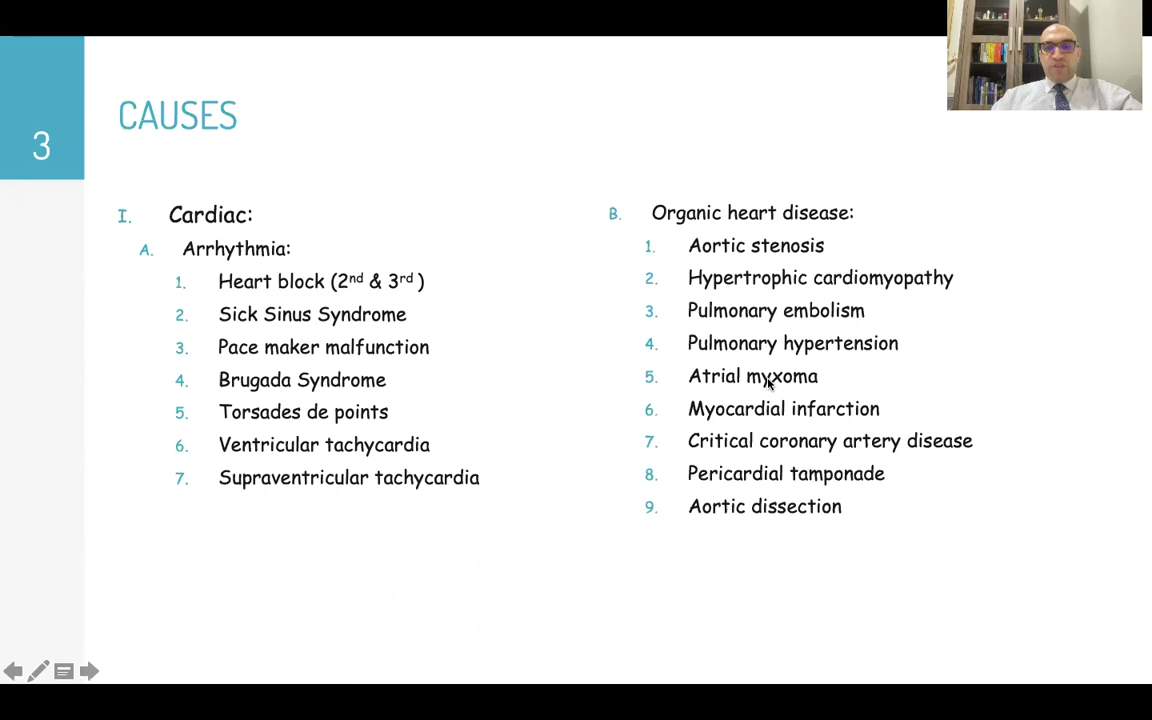 3
CAUSES
I. Cardiac:
A. Arrhythmia:
1. Heart block (2nd & 3rd )
2. Sick Sinus Syndrome
3. Pace maker malfunction
4. Brugada Syndrome
5. Torsades de points
6. Ventricular tachycardia
7. Supraventricular tachycardia
B. Organic heart disease:
1. Aortic stenosis
2. Hypertrophic cardiomyopathy
3. Pulmonary embolism
4. Pulmonary hypertension
5. Atrial myxoma
6. Myocardial infarction
7. Critical coronary artery disease
8. Pericardial tamponade
9. Aortic dissection